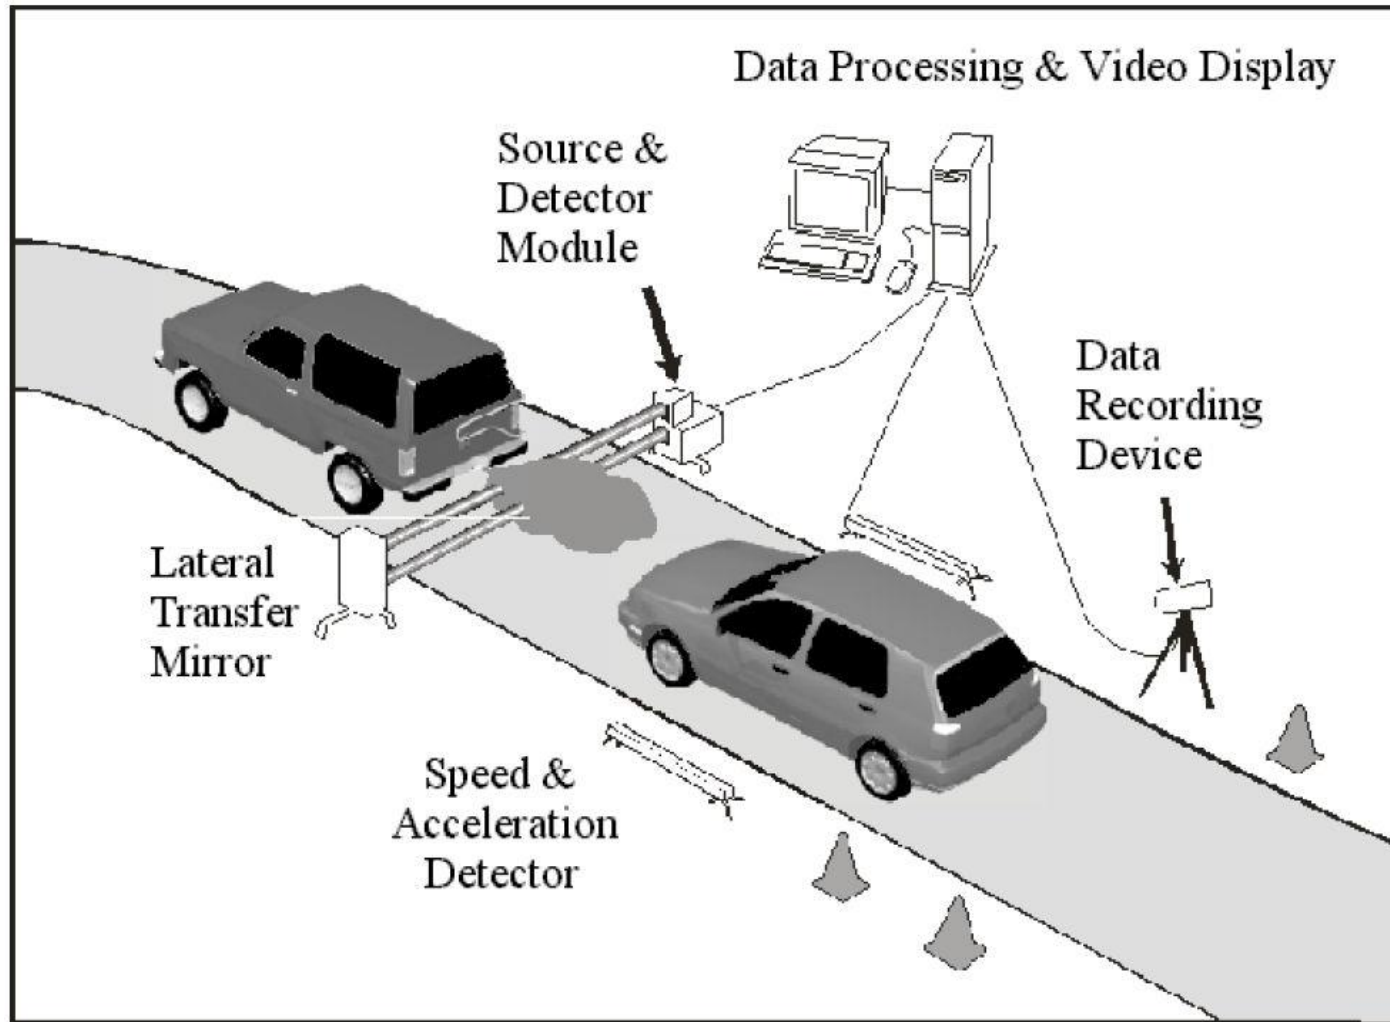 Data Processing & Video Display
Source &
Detector
Module
Data
Recording
Device
Lateral
Transfer
Mirror
Speed &
Acceleration
Detector